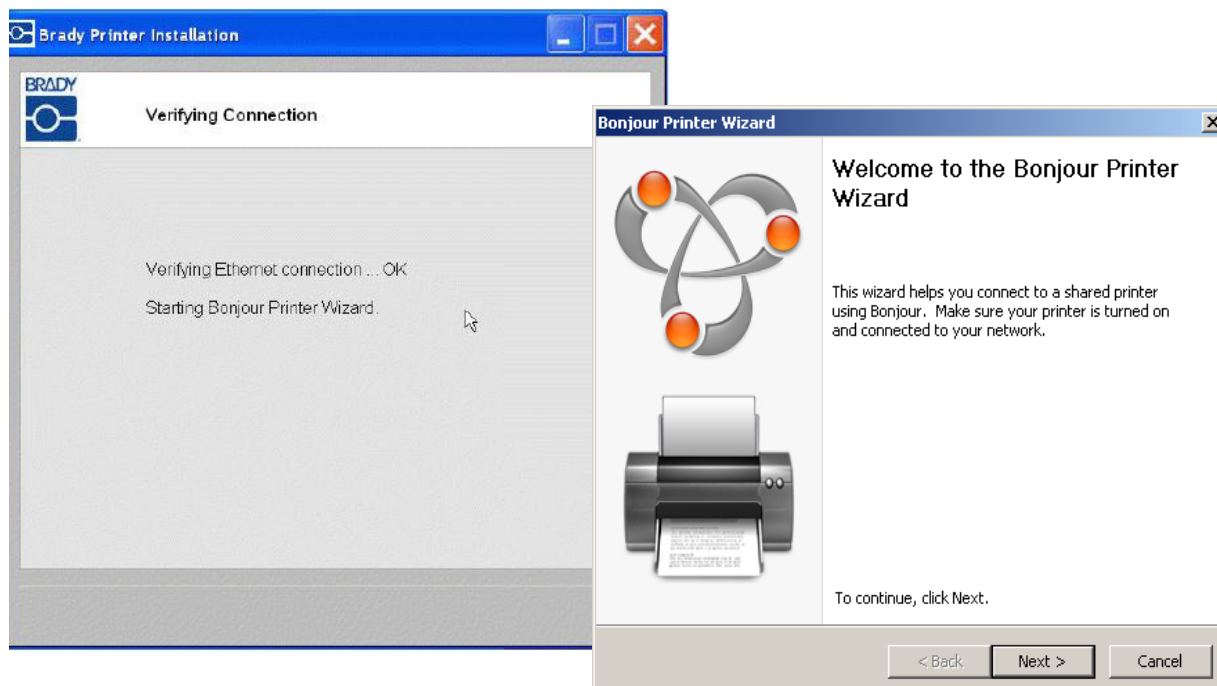 Brady Printer Installation
BRADY
Verifying Connection
Verifying Ethernet connection ... OK
Starting Bonjour Printer Wizard.
Bonjour Printer Wizard
Welcome to the Bonjour Printer
Wizard
This wizard helps you connect to a shared printer
using Bonjour. Make sure your printer is turned on
and connected to your network.
To continue, click Next.
< Back
Next >
Cancel